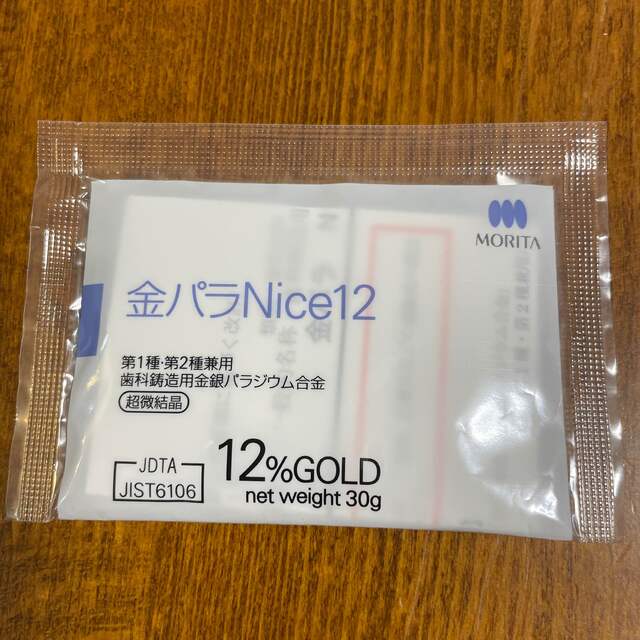 MORITA
金パラNice12
第1種・第2種兼用
歯科鋳造用金銀パラジウム合金
超微結晶
JDTA
JIST6106
12%GOLD
net weight 30g